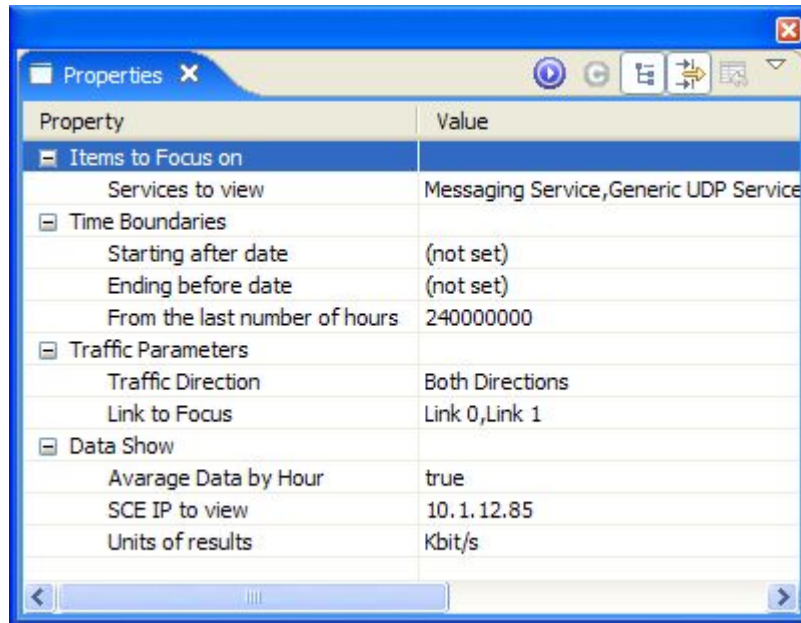 Properties
Property Value
Items to Focus on
Services to view Messaging Service,Generic UDP Service
Time Boundaries
Starting after date (not set)
Ending before date (not set)
From the last number of hours 240000000
Traffic Parameters
Traffic Direction Both Directions
Link to Focus Link 0,Link 1
Data Show
Avarage Data by Hour true
SCE IP to view 10.1.12.85
Units of results Kbit/s